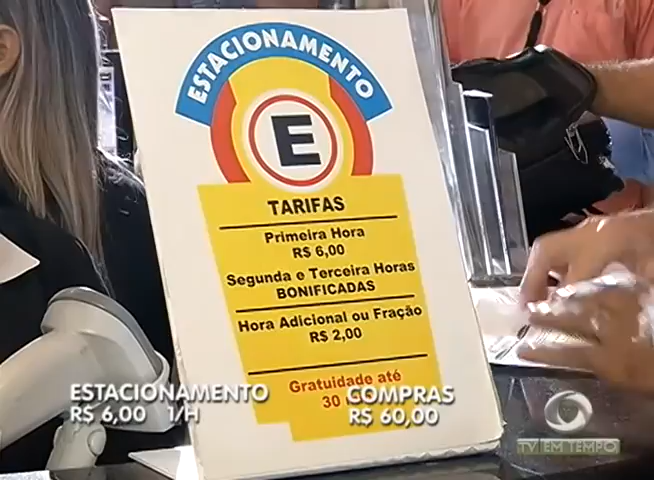 ESTACIONAMENTO
E
TARIFAS
Primeira Hora
R$ 6,00
Segunda e Terceira Horas
BONIFICADAS
Hora Adicional ou Fração
R$ 2,00
Gratuidade até
30
ESTACIONAMENTO
R$ 6,00 1/H
COMPRAS
R$ 60,00
TV EM TEMPO